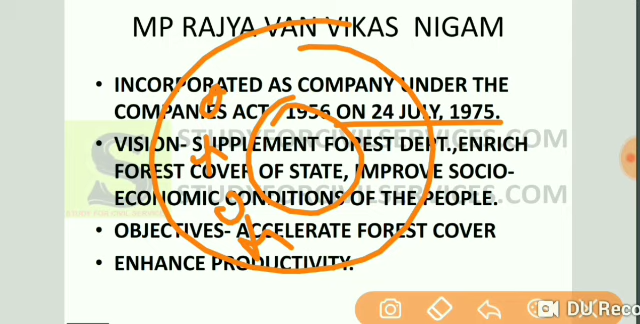 MP RAJYA VAN VIKAS NIGAM
• INCORPORATED AS COMPANY UNDER THE
COMPANIES ACT, 1956 ON 24 JULY, 1975.
STUDYFORCIVILSERVICES.COM
• VISION- SUPPLEMENT FOREST DEPT.,ENRICH
FOREST COVER OF STATE, IMPROVE SOCIO-
STUDYFORCIVILSERVICES.COM
ECONOMIC CONDITIONS OF THE PEOPLE.
• OBJECTIVES- ACCELERATE FOREST COVER
• ENHANCE PRODUCTIVITY.
DU Reco